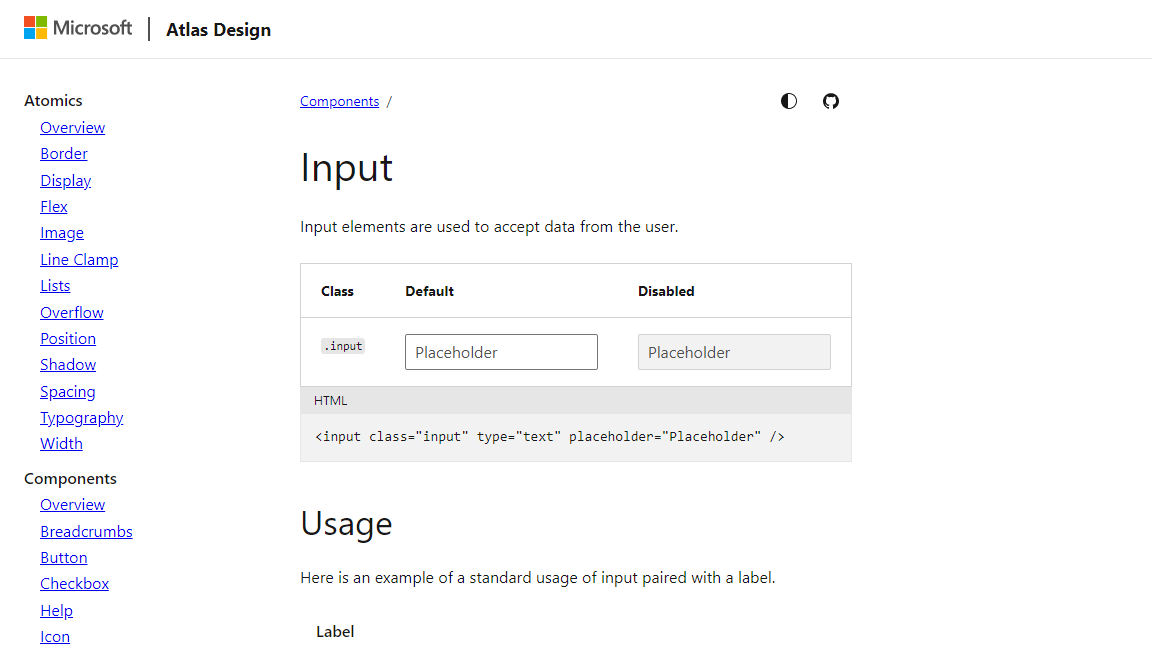 Microsoft | Atlas Design
Atomics
Overview
Border
Display
Flex
Image
Line Clamp
Lists
Overflow
Position
Shadow
Spacing
Typography
Width
Components
Overview
Breadcrumbs
Button
Checkbox
Help
Icon
Components /
Input
Input elements are used to accept data from the user.
Class Default Disabled
.input Placeholder Placeholder
HTML
<input class="input" type="text" placeholder="Placeholder" />
Usage
Here is an example of a standard usage of input paired with a label.
Label